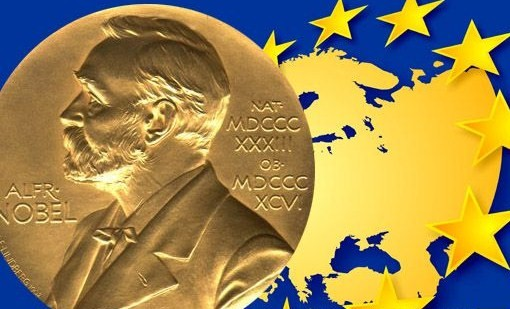 ALFR·
NOBEL
NAT·
MDCCC
XXXIII
OB·
MDCCC
XCVI